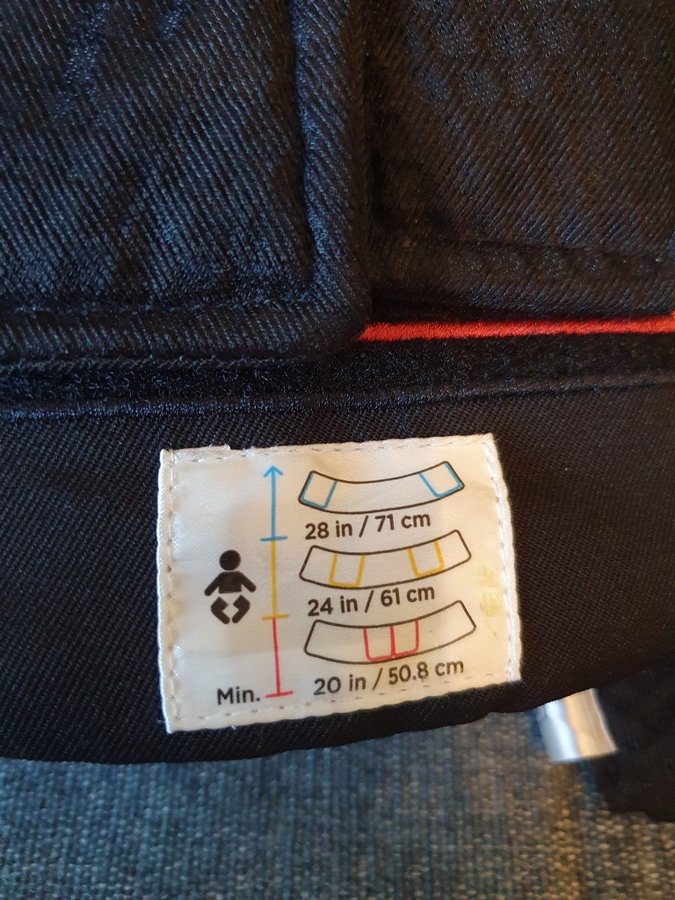 28 in / 71 cm
24 in / 61 cm
20 in / 50.8 cm
Min.